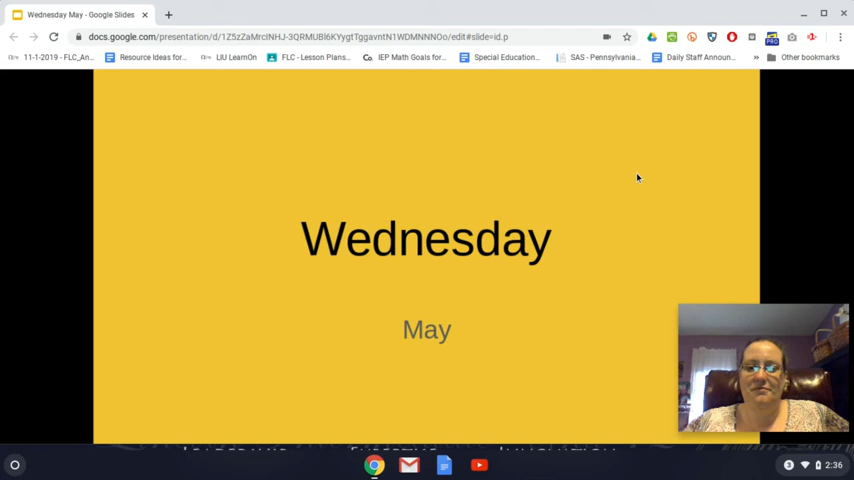 Wednesday May - Google Slides
docs.google.com/presentation/d/1Z5zZaMrcINHJ-3QRMUBl6KYygtTggavntN1WDMNNNOo/edit#slide=id.p
11-1-2019 - FLC_An...
Resource Ideas for...
LIU LearnOn
FLC - Lesson Plans...
Co. IEP Math Goals for...
Special Education...
SAS - Pennsylvania...
Daily Staff Announ...
Other bookmarks
Wednesday
May
3
2:36